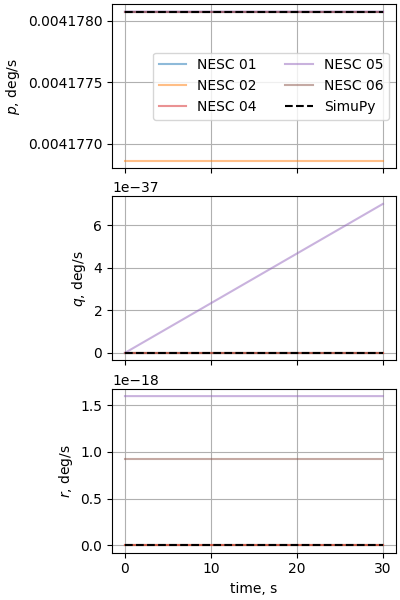 0.0041780
0.0041775
0.0041770
p, deg/s
NESC 01
NESC 02
NESC 04
NESC 05
NESC 06
SimuPy
1e−37
6
4
2
0
q, deg/s
1e−18
1.5
1.0
0.5
0.0
r, deg/s
0 10 20 30
time, s